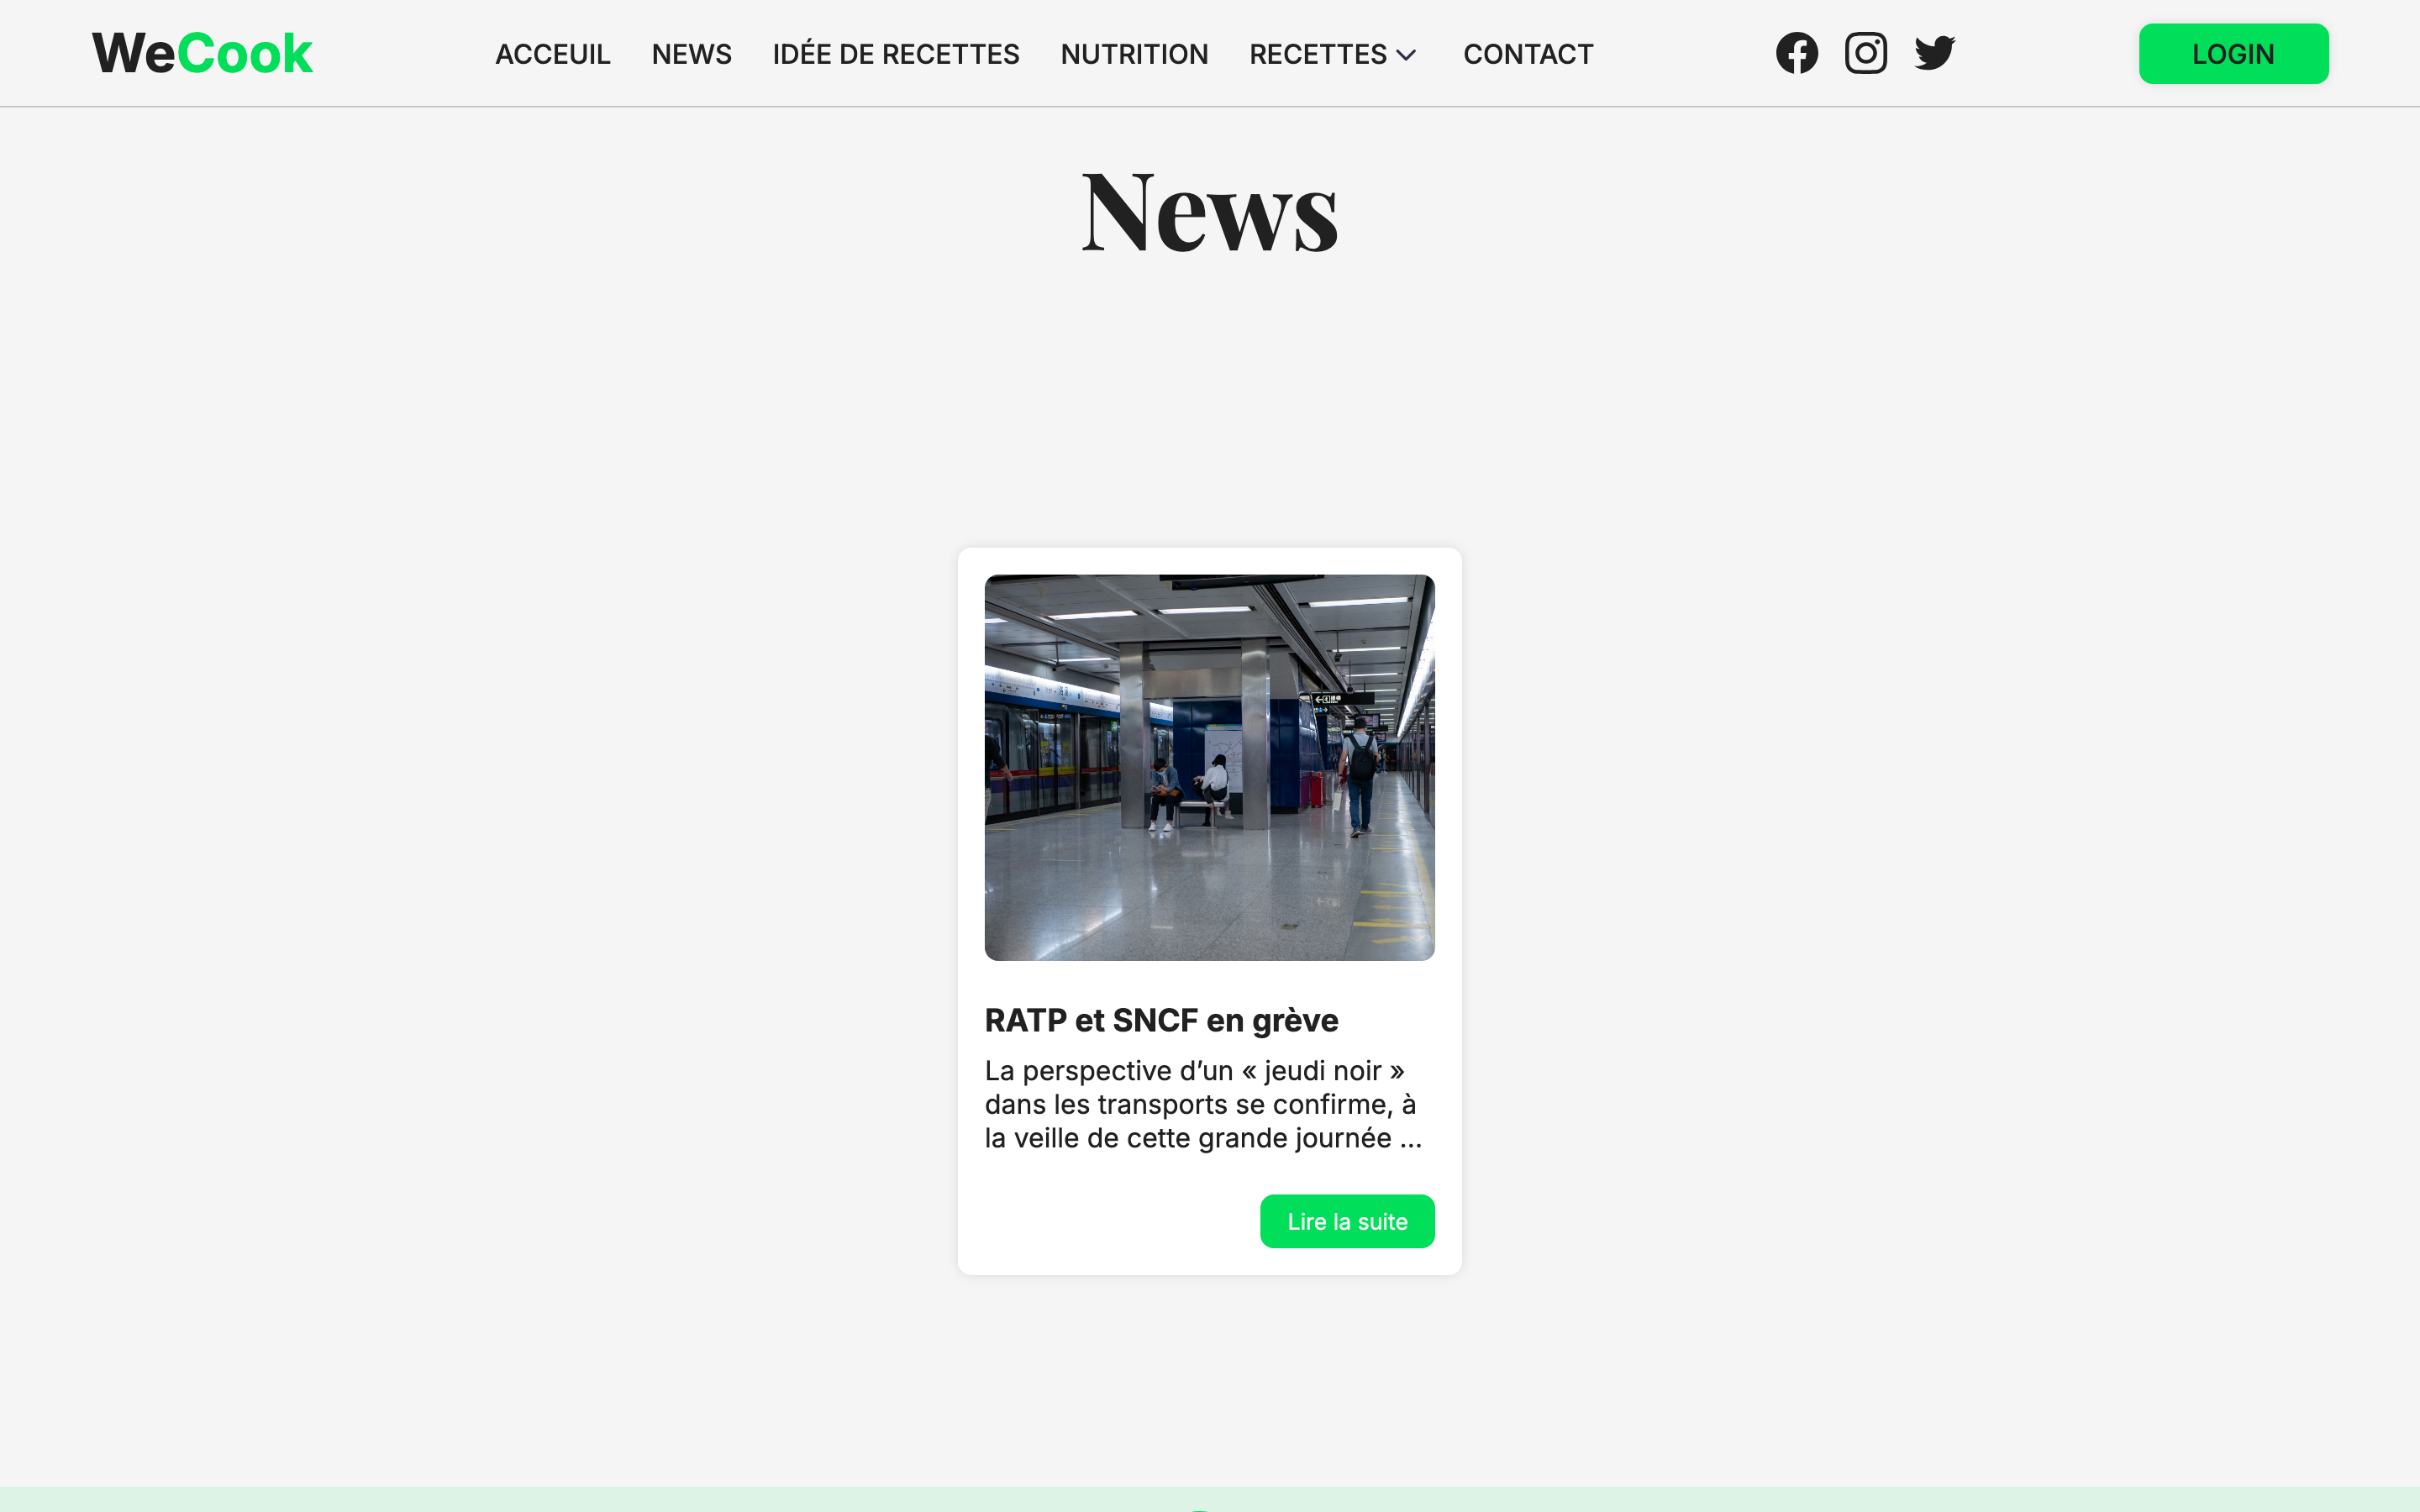 WeCook
ACCEUIL NEWS IDÉE DE RECETTES NUTRITION RECETTES CONTACT
LOGIN
News
RATP et SNCF en grève
La perspective d’un « jeudi noir »
dans les transports se confirme, à
la veille de cette grande journée ...
Lire la suite